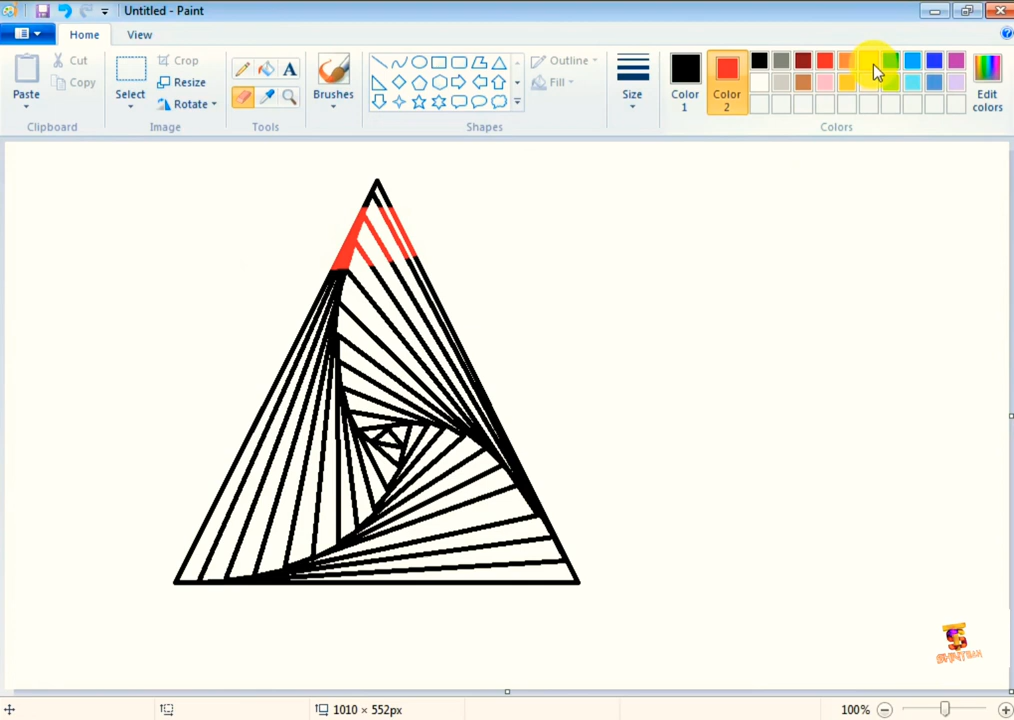 Untitled - Paint
Home
View
Paste
Cut
Copy
Clipboard
Select
Crop
Resize
Rotate
Image
A
Tools
Brushes
Outline
Fill
Shapes
Size
Color 1
Color 2
Edit colors
Colors
1010 × 552px
100%